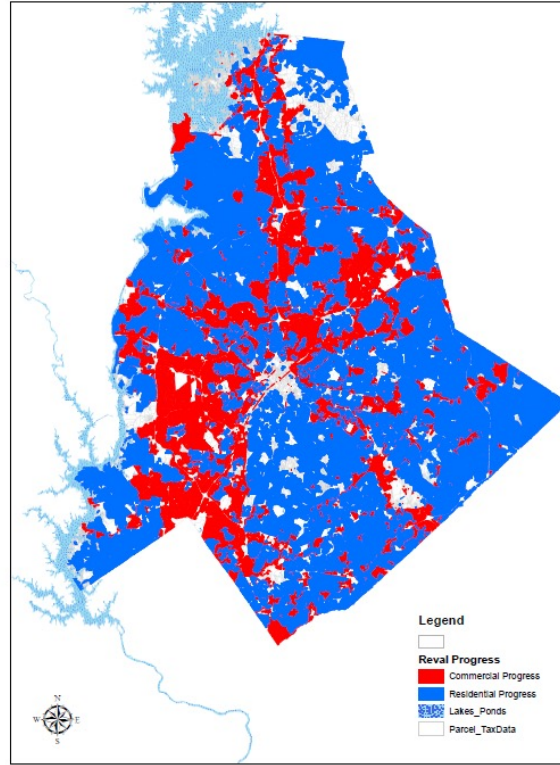 Legend
Reval Progress
Commercial Progress
Residential Progress
Lakes_Ponds
Parcel_TaxData
N
W E
S